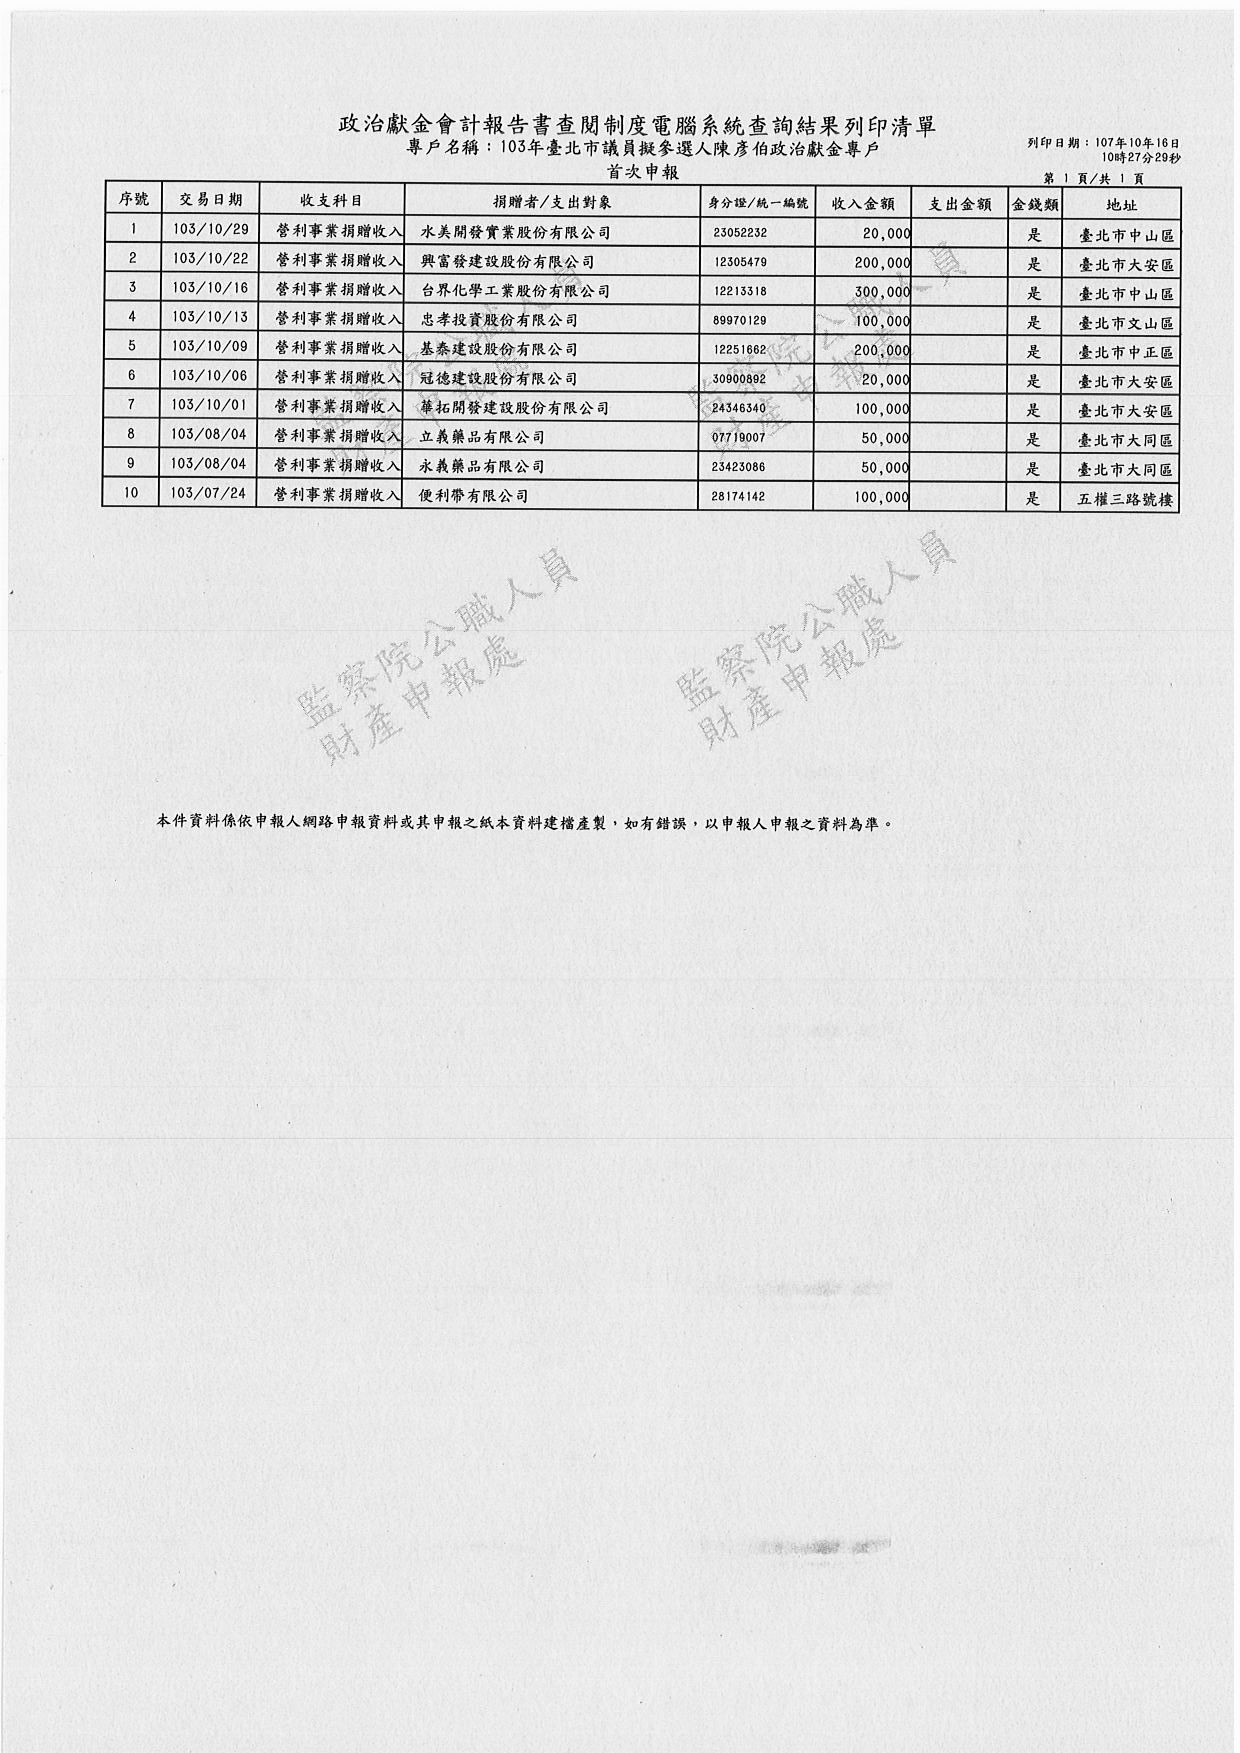 政治獻金會計報告書查閱制度電腦系統查詢結果列印清單
專戶名稱：103年臺北市議員擬參選人陳彥伯政治獻金專戶
列印日期：107年10月16日
10時27分29秒
首次申報
第 1 頁/共 1 頁
序號 交易日期 收支科目 捐贈者/支出對象 身分證/統一編號 收入金額 支出金額 金錢類 地址
1 103/10/29 營利事業捐贈收入 水美開發實業股份有限公司 23052232 20,000 是 臺北市中山區
2 103/10/22 營利事業捐贈收入 興富發建設股份有限公司 12305479 200,000 是 臺北市大安區
3 103/10/16 營利事業捐贈收入 台界化學工業股份有限公司 12213318 300,000 是 臺北市中山區
4 103/10/13 營利事業捐贈收入 忠孝投資股份有限公司 89970129 100,000 是 臺北市文山區
5 103/10/09 營利事業捐贈收入 基泰建設股份有限公司 12251662 200,000 是 臺北市中正區
6 103/10/06 營利事業捐贈收入 冠德建設股份有限公司 30900892 20,000 是 臺北市大安區
7 103/10/01 營利事業捐贈收入 華拓開發建設股份有限公司 24346340 100,000 是 臺北市大安區
8 103/08/04 營利事業捐贈收入 立義藥品有限公司 07719007 50,000 是 臺北市大同區
9 103/08/04 營利事業捐贈收入 永義藥品有限公司 23423086 50,000 是 臺北市大同區
10 103/07/24 營利事業捐贈收入 便利帶有限公司 28174142 100,000 是 五權三路號樓
監察院公職人員
財產申報處
監察院公職人員
財產申報處
監察院公職人員
財產申報處
監察院公職人員
財產申報處
本件資料係依申報人網路申報資料或其申報之紙本資料建檔產製，如有錯誤，以申報人申報之資料為準。